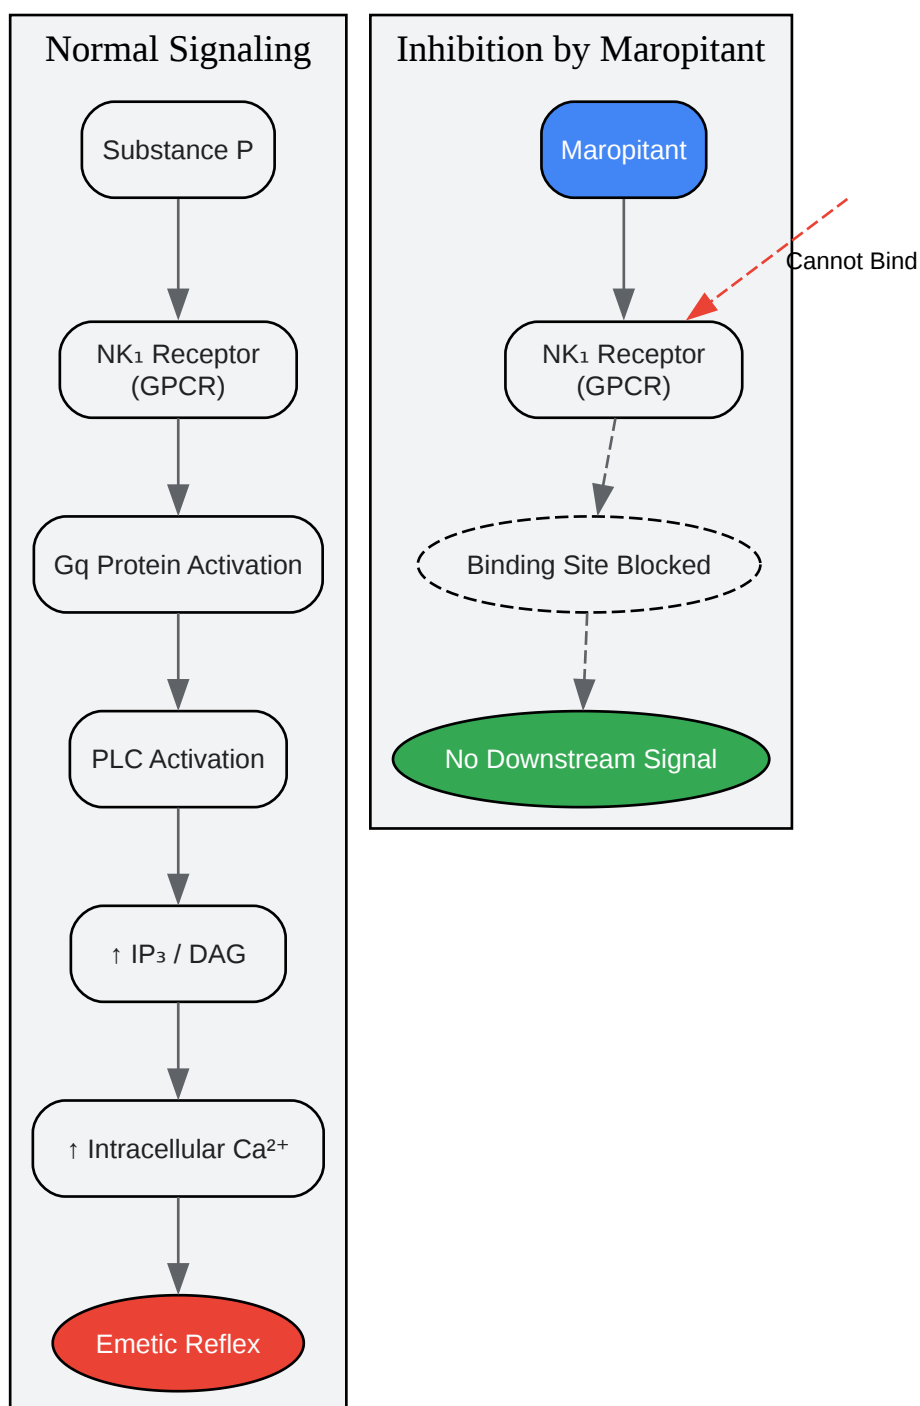 Normal Signaling
Substance P
NK₁ Receptor
(GPCR)
Gq Protein Activation
PLC Activation
↑ IP₃ / DAG
↑ Intracellular Ca²⁺
Emetic Reflex
Inhibition by Maropitant
Maropitant
Cannot Bind
NK₁ Receptor
(GPCR)
Binding Site Blocked
No Downstream Signal